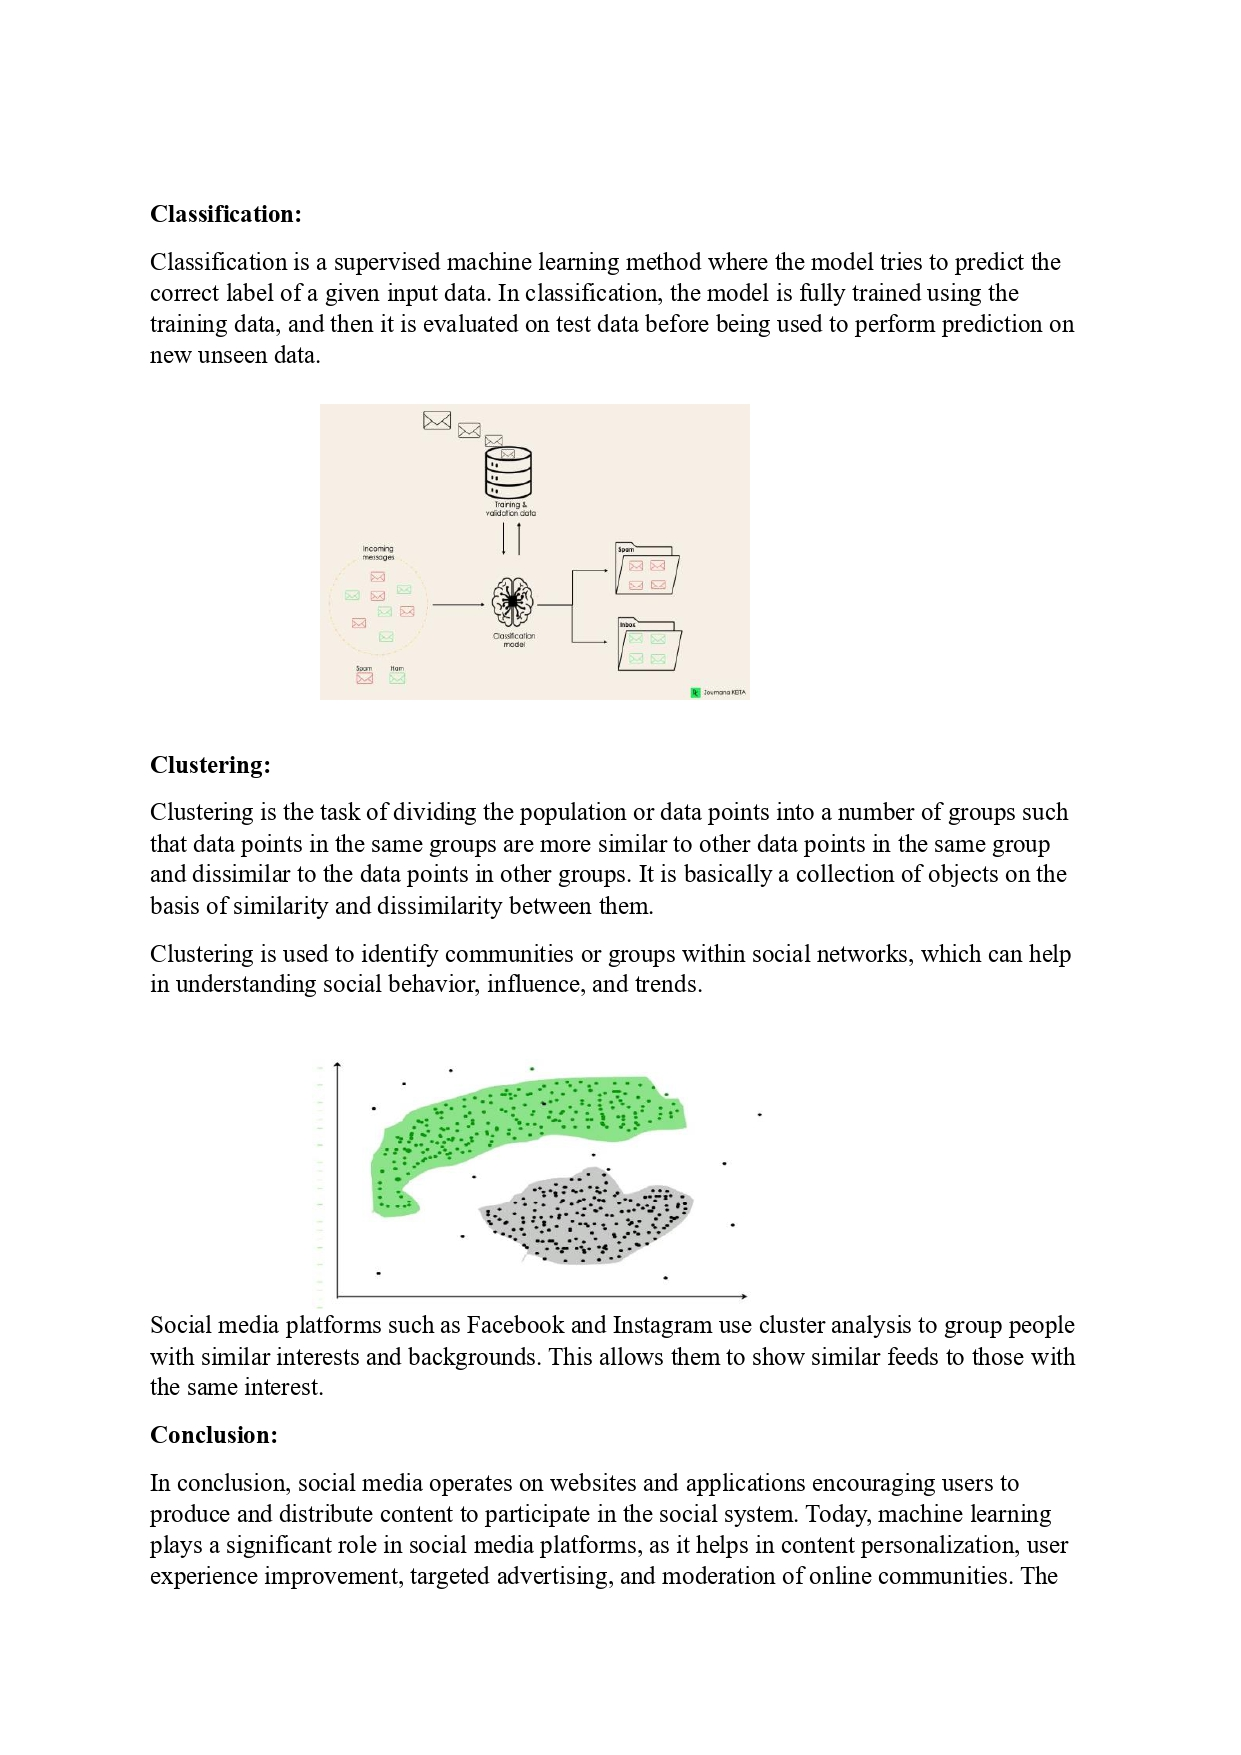 Classification:
Classification is a supervised machine learning method where the model tries to predict the
correct label of a given input data. In classification, the model is fully trained using the
training data, and then it is evaluated on test data before being used to perform prediction on
new unseen data.
Training &
validation data
Incoming
messages
Spam
Classification
model
Inbox
Spam Ham
Joumana KEITA
Clustering:
Clustering is the task of dividing the population or data points into a number of groups such
that data points in the same groups are more similar to other data points in the same group
and dissimilar to the data points in other groups. It is basically a collection of objects on the
basis of similarity and dissimilarity between them.
Clustering is used to identify communities or groups within social networks, which can help
in understanding social behavior, influence, and trends.
Social media platforms such as Facebook and Instagram use cluster analysis to group people
with similar interests and backgrounds. This allows them to show similar feeds to those with
the same interest.
Conclusion:
In conclusion, social media operates on websites and applications encouraging users to
produce and distribute content to participate in the social system. Today, machine learning
plays a significant role in social media platforms, as it helps in content personalization, user
experience improvement, targeted advertising, and moderation of online communities. The